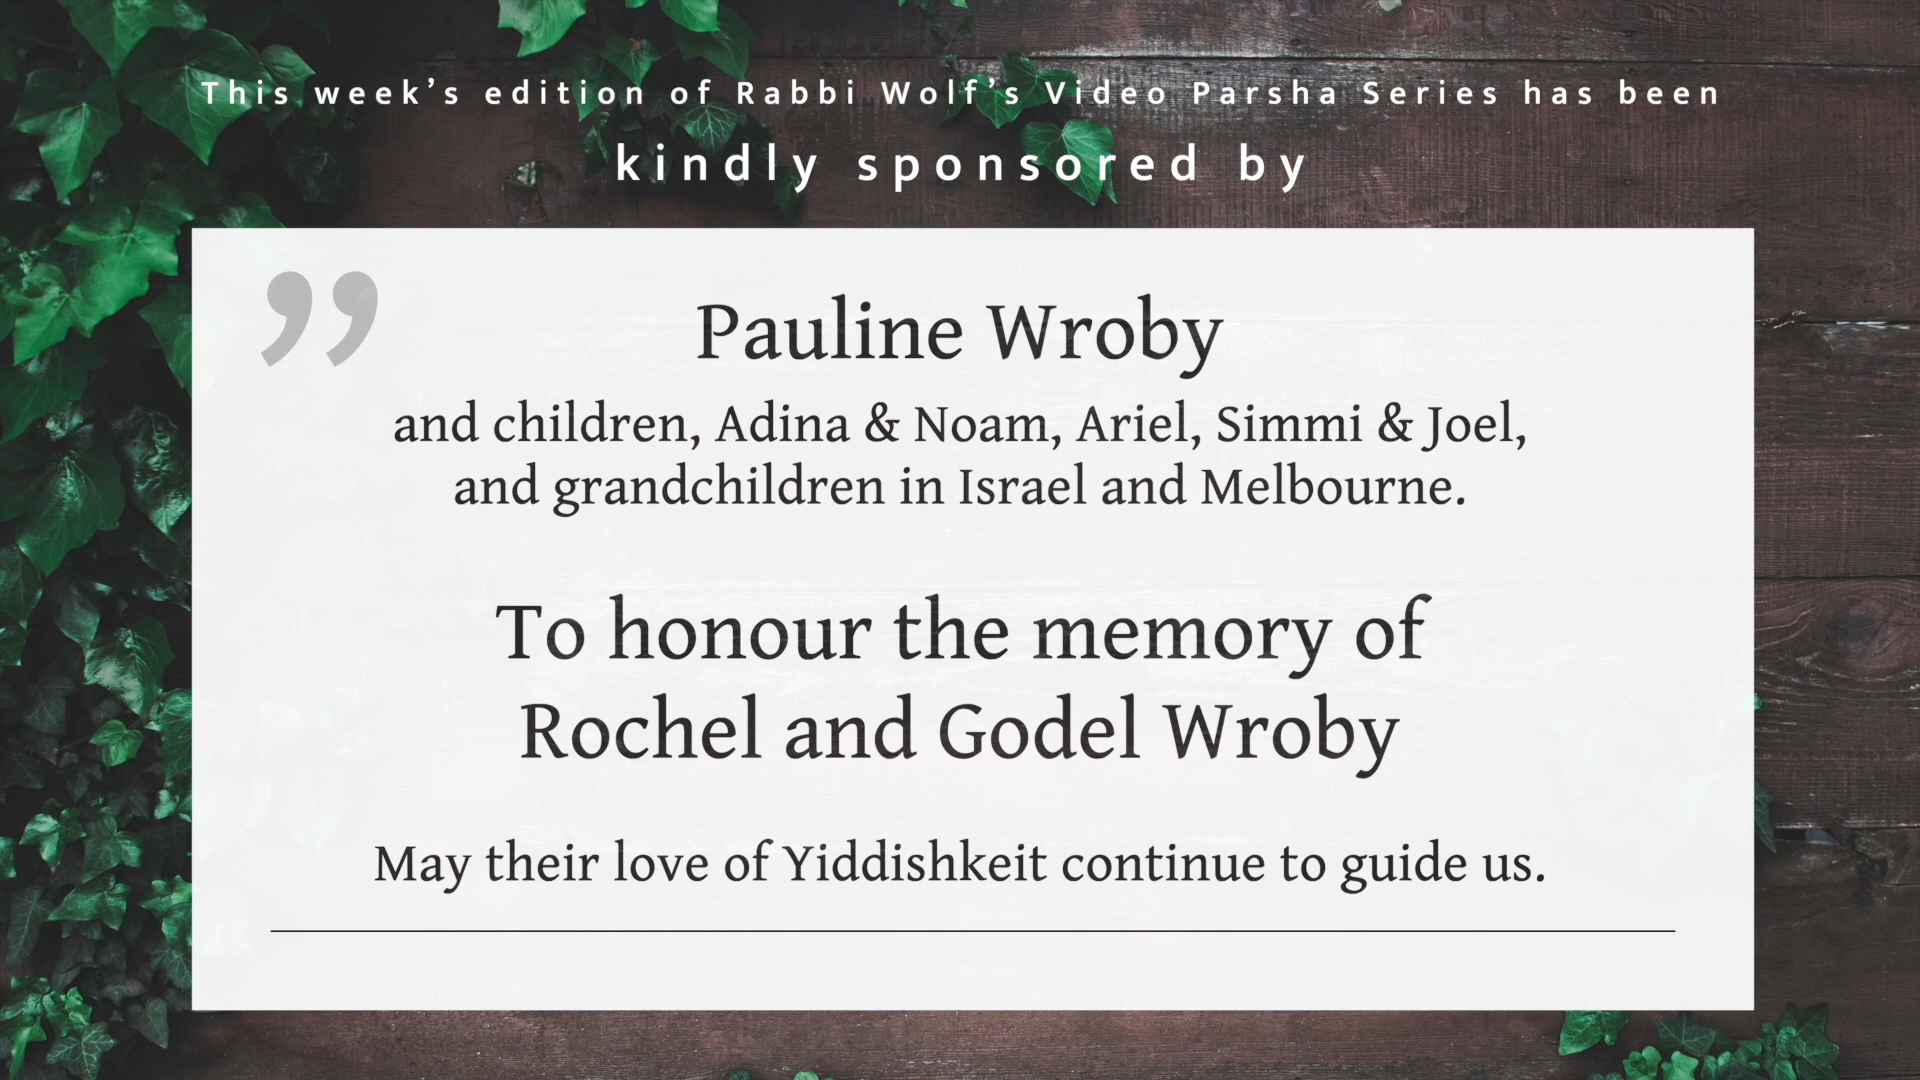 This week’s edition of Rabbi Wolf’s Video Parsha Series has been
kindly sponsored by
”
Pauline Wroby
and children, Adina & Noam, Ariel, Simmi & Joel,
and grandchildren in Israel and Melbourne.
To honour the memory of
Rochel and Godel Wroby
May their love of Yiddishkeit continue to guide us.